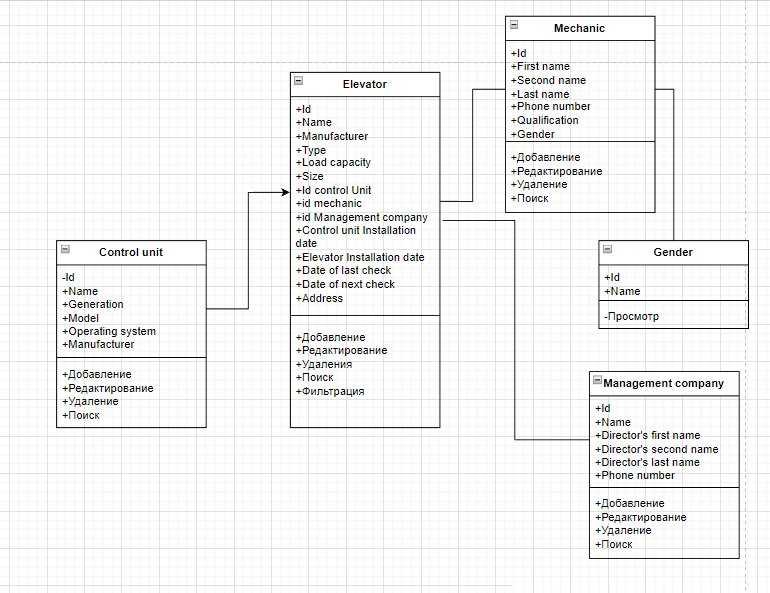 Mechanic
+Id
+First name
+Second name
+Last name
+Phone number
+Qualification
+Gender
+Добавление
+Редактирование
+Удаление
+Поиск
Elevator
+Id
+Name
+Manufacturer
+Type
+Load capacity
+Size
+Id control Unit
+id mechanic
+id Management company
+Control unit Installation
date
+Elevator Installation date
+Date of last check
+Date of next check
+Address
+Добавление
+Редактирование
+Удаления
+Поиск
+Фильтрация
Control unit
-Id
+Name
+Generation
+Model
+Operating system
+Manufacturer
+Добавление
+Редактирование
+Удаление
+Поиск
Gender
+Id
+Name
-Просмотр
Management company
+Id
+Name
+Director's first name
+Director's second name
+Director's last name
+Phone number
+Добавление
+Редактирование
+Удаление
+Поиск